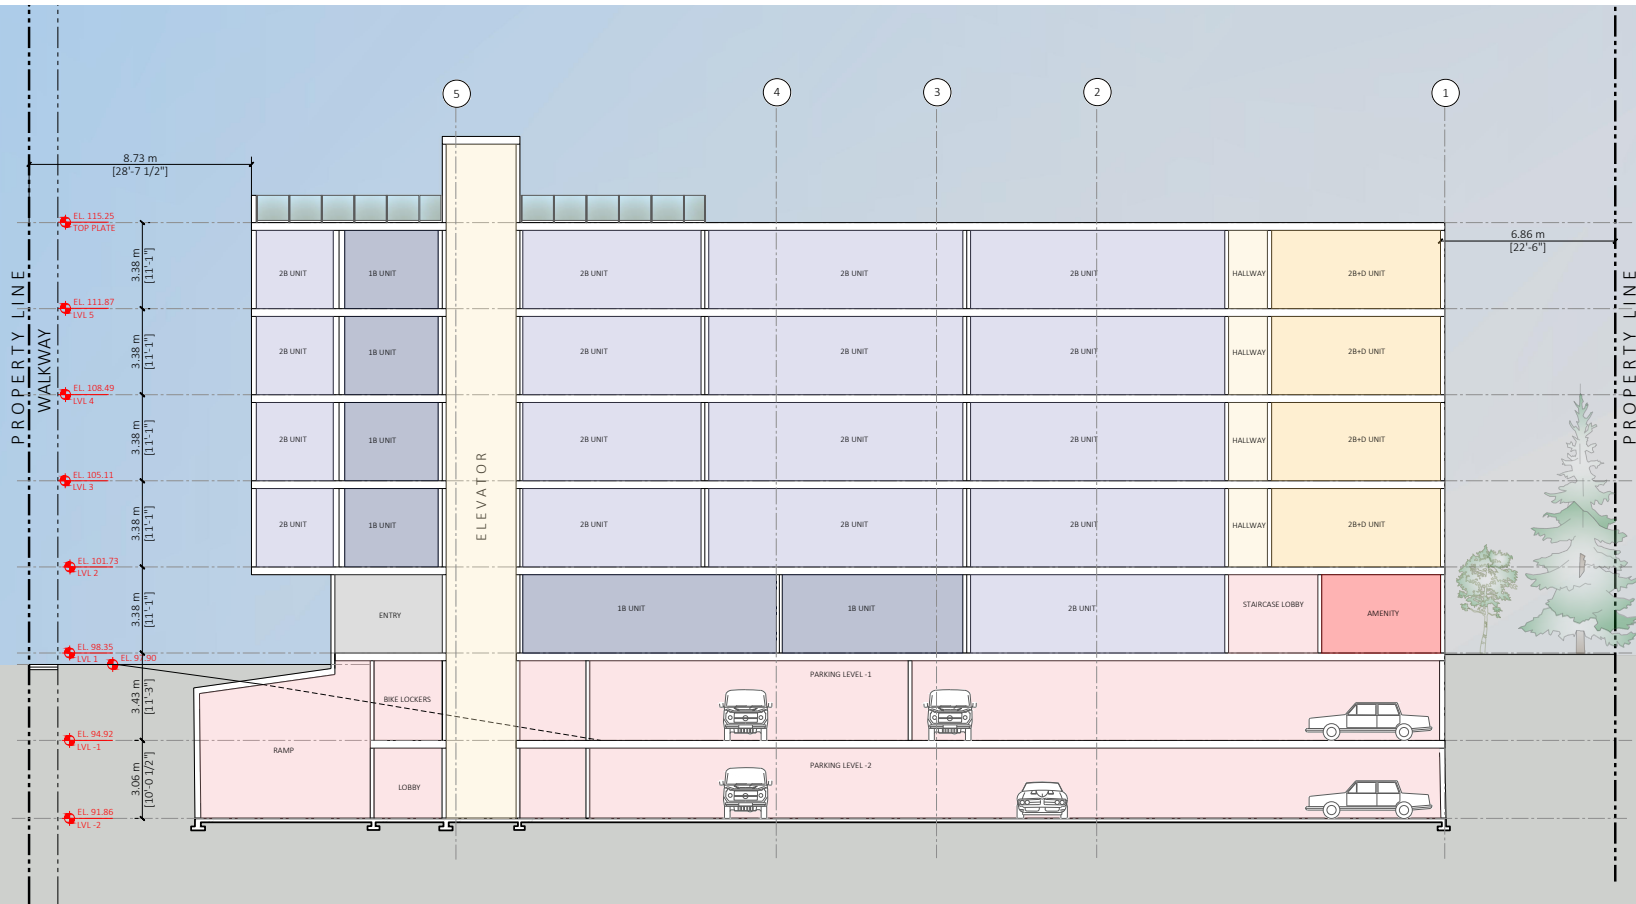 5
4
3
2
1
8.73 m
[28'-7 1/2"]
6.86 m
[22'-6"]
PROPERTY LINE
WALKWAY
PROPERTY LINE
EL. 115.25
TOP PLATE
3.38 m
[11'-1"]
2B UNIT
1B UNIT
2B UNIT
2B UNIT
2B UNIT
HALLWAY
2B+D UNIT
EL. 111.87
LVL 5
3.38 m
[11'-1"]
2B UNIT
1B UNIT
2B UNIT
2B UNIT
2B UNIT
HALLWAY
2B+D UNIT
EL. 108.49
LVL 4
3.38 m
[11'-1"]
2B UNIT
1B UNIT
2B UNIT
2B UNIT
2B UNIT
HALLWAY
2B+D UNIT
EL. 105.11
LVL 3
3.38 m
[11'-1"]
2B UNIT
1B UNIT
ELEVATOR
2B UNIT
2B UNIT
2B UNIT
HALLWAY
2B+D UNIT
EL. 101.73
LVL 2
3.38 m
[11'-1"]
ENTRY
1B UNIT
1B UNIT
2B UNIT
STAIRCASE LOBBY
AMENITY
EL. 98.35
LVL 1
EL. 97.90
3.43 m
[11'-3"]
BIKE LOCKERS
PARKING LEVEL -1
EL. 94.92
LVL -1
RAMP
3.06 m
[10'-0 1/2"]
LOBBY
PARKING LEVEL -2
EL. 91.86
LVL -2